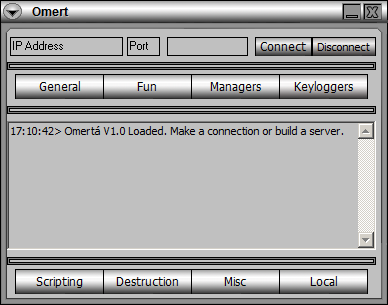 Omert
IP Address Port Connect Disconnect
General Fun Managers Keyloggers
17:10:42> Omertá V1.0 Loaded. Make a connection or build a server.
Scripting Destruction Misc Local